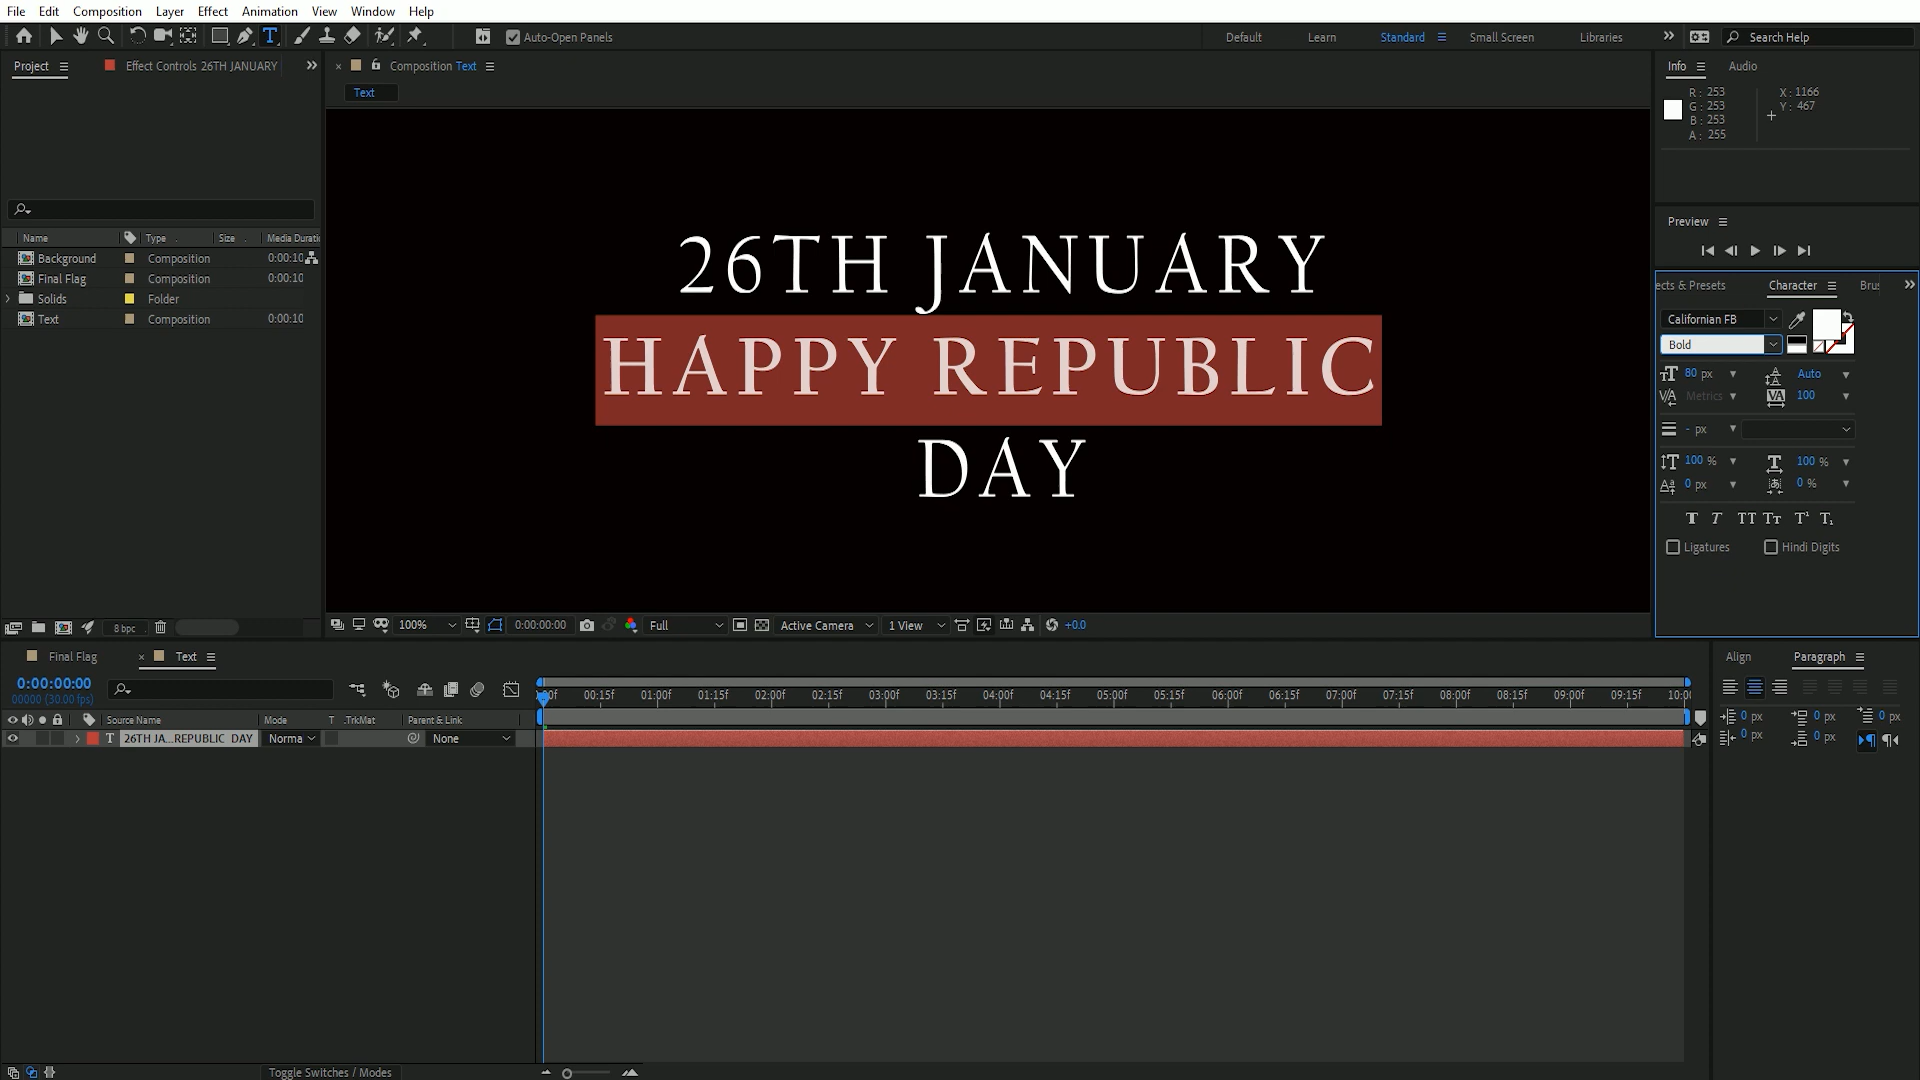 File Edit Composition Layer Effect Animation View Window Help
Auto-Open Panels Default Learn Standard Small Screen Libraries Search Help
Project Effect Controls 26TH JANUARY Composition Text Info Audio
Text
R: 253 X: 1166
G: 253 Y: 467
B: 253
A: 255
Preview
Name Type Size Media Durati
Background Composition 0:00:10
Final Flag Composition 0:00:10
Solids Folder
Text Composition 0:00:10
26TH JANUARY
HAPPY REPUBLIC
DAY
ects & Presets Character Bru
Californian FB
Bold
80 px Auto
Metrics 100
- px
100 % 100 %
0 px 0 %
Ligatures Hindi Digits
8 bpc 100% 0:00:00:00 Full Active Camera 1 View +0.0
Final Flag Text Align Paragraph
0:00:00:00
00000 (30.00 fps)
00:15f 01:00f 01:15f 02:00f 02:15f 03:00f 03:15f 04:00f 04:15f 05:00f 05:15f 06:00f 06:15f 07:00f 07:15f 08:00f 08:15f 09:00f 09:15f 10:0
Source Name Mode T .TrkMat Parent & Link
26TH JA...REPUBLIC DAY Norma None
0 px 0 px 0 px
0 px 0 px
Toggle Switches / Modes